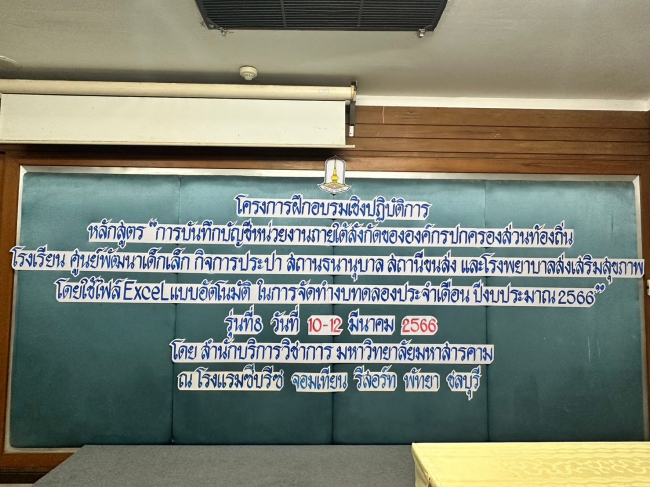 โครงการฝึกอบรมเชิงปฏิบัติการ
หลักสูตร "การบันทึกบัญชีหน่วยงานภายใต้สังกัดขององค์กรปกครองส่วนท้องถิ่น
โรงเรียน ศูนย์พัฒนาเด็กเล็ก กิจการประปา สถานธนานุบาล สถานีขนส่ง และโรงพยาบาลส่งเสริมสุขภาพ
โดยใช้ไฟล์ Excel แบบอัตโนมัติ ในการจัดทำงบทดลองประจำเดือน ปีงบประมาณ 2566"
รุ่นที่8 วันที่ 10-12 มีนาคม 2566
โดย สำนักบริการวิชาการ มหาวิทยาลัยมหาสารคาม
ณ โรงแรมซีบรีซ จอมเทียน รีสอร์ท พัทยา ชลบุรี